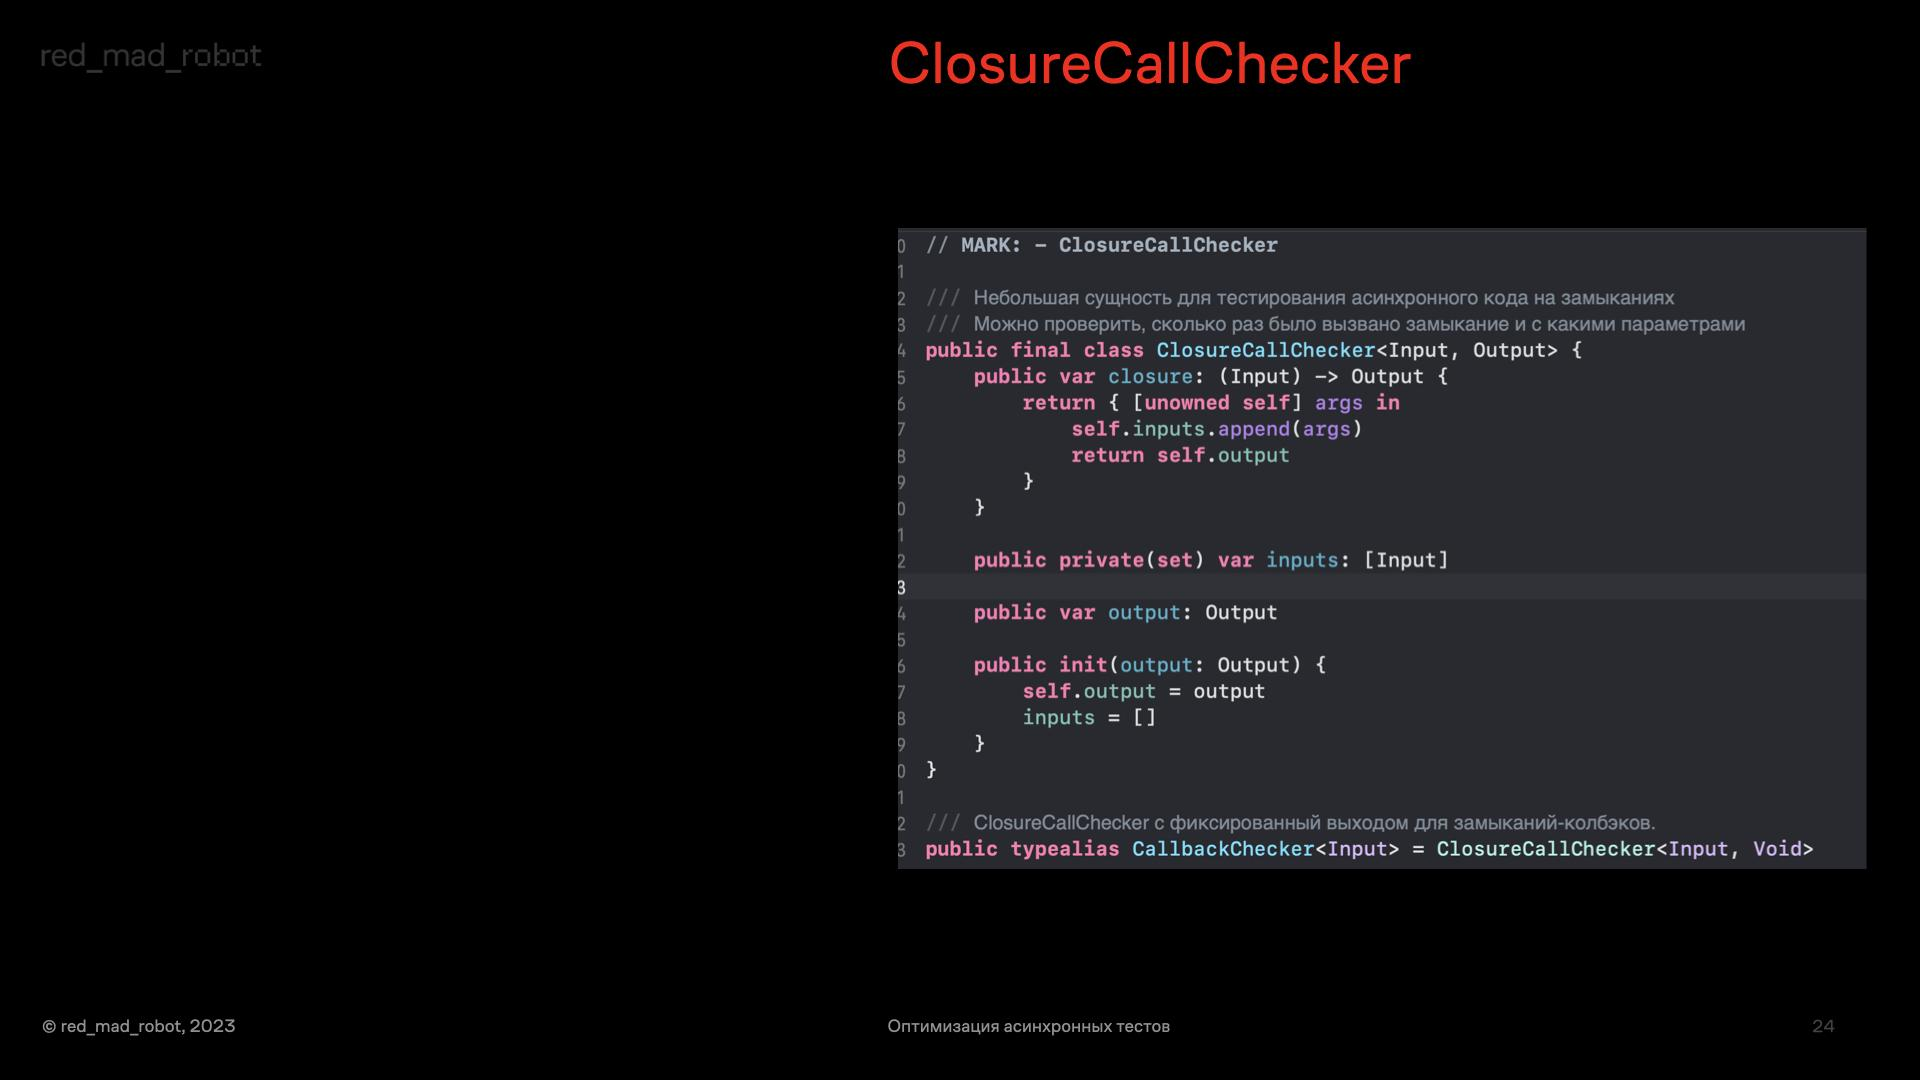 red_mad_robot
ClosureCallChecker
0 // MARK: - ClosureCallChecker
1
2 /// Небольшая сущность для тестирования асинхронного кода на замыканиях
3 /// Можно проверить, сколько раз было вызвано замыкание и с какими параметрами
4 public final class ClosureCallChecker<Input, Output> {
5     public var closure: (Input) -> Output {
6         return { [unowned self] args in
7             self.inputs.append(args)
8             return self.output
9         }
0     }
1
2     public private(set) var inputs: [Input]
3
4     public var output: Output
5
6     public init(output: Output) {
7         self.output = output
8         inputs = []
9     }
0 }
1
2 /// ClosureCallChecker с фиксированный выходом для замыканий-колбэков.
3 public typealias CallbackChecker<Input> = ClosureCallChecker<Input, Void>
© red_mad_robot, 2023
Оптимизация асинхронных тестов
24